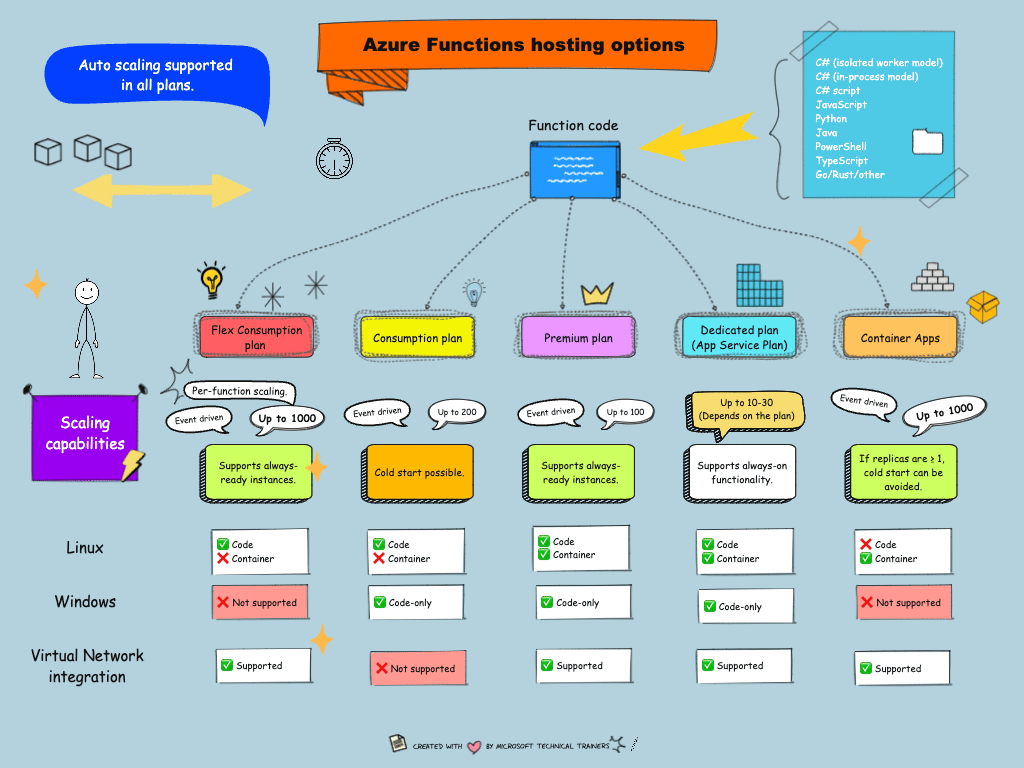 Azure Functions hosting options
Auto scaling supported
in all plans.
C# (isolated worker model)
C# (in-process model)
C# script
JavaScript
Python
Java
PowerShell
TypeScript
Go/Rust/other
Function code
Flex Consumption
plan
Consumption plan
Premium plan
Dedicated plan
(App Service Plan)
Container Apps
Scaling
capabilities
Per-function scaling.
Event driven
Up to 1000
Event driven
Up to 200
Event driven
Up to 100
Up to 10-30
(Depends on the plan)
Event driven
Up to 1000
Supports always-
ready instances.
Cold start possible.
Supports always-
ready instances.
Supports always-on
functionality.
If replicas are ≥ 1,
cold start can be
avoided.
Linux
✅ Code
❌ Container
✅ Code
❌ Container
✅ Code
✅ Container
✅ Code
✅ Container
❌ Code
✅ Container
Windows
❌ Not supported
✅ Code-only
✅ Code-only
✅ Code-only
❌ Not supported
Virtual Network
integration
✅ Supported
❌ Not supported
✅ Supported
✅ Supported
✅ Supported
CREATED WITH ❤ BY MICROSOFT TECHNICAL TRAINERS